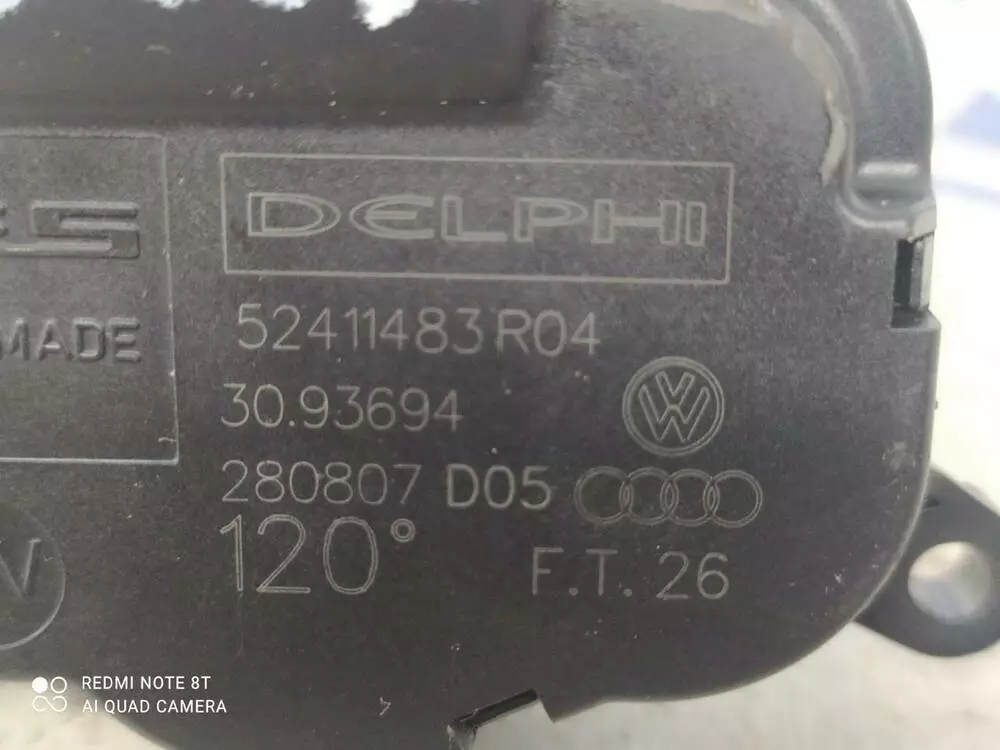 DELPHI
MADE
52411483 R04
30.93694
280807 D05
120°
F.T. 26
REDMI NOTE 8T
AI QUAD CAMERA